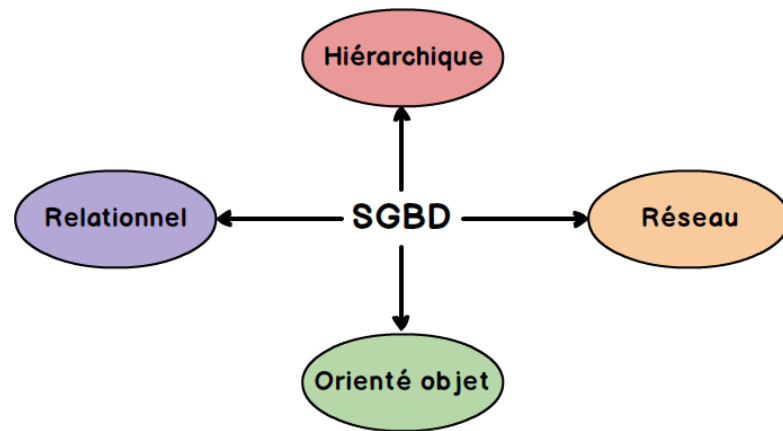 Hiérarchique
Relationnel
SGBD
Réseau
Orienté objet